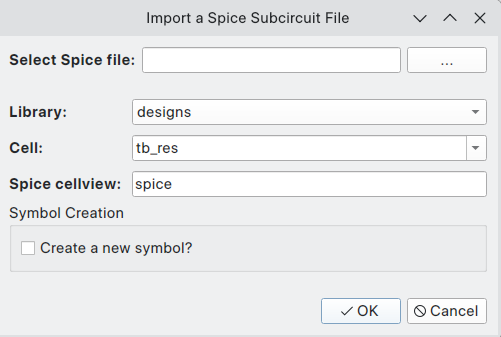 Import a Spice Subcircuit File
Select Spice file: ...
Library: designs
Cell: tb_res
Spice cellview: spice
Symbol Creation
Create a new symbol?
OK Cancel